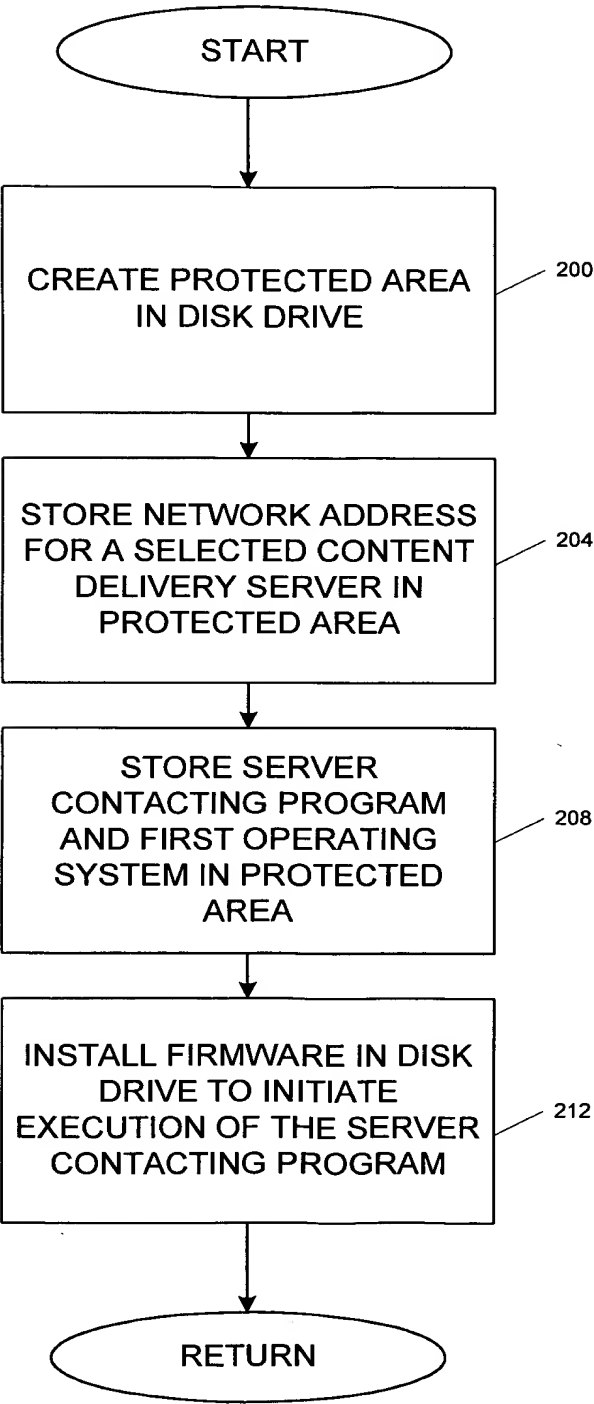 START
CREATE PROTECTED AREA
IN DISK DRIVE
200
STORE NETWORK ADDRESS
FOR A SELECTED CONTENT
DELIVERY SERVER IN
PROTECTED AREA
204
STORE SERVER
CONTACTING PROGRAM
AND FIRST OPERATING
SYSTEM IN PROTECTED
AREA
208
INSTALL FIRMWARE IN DISK
DRIVE TO INITIATE
EXECUTION OF THE SERVER
CONTACTING PROGRAM
212
RETURN